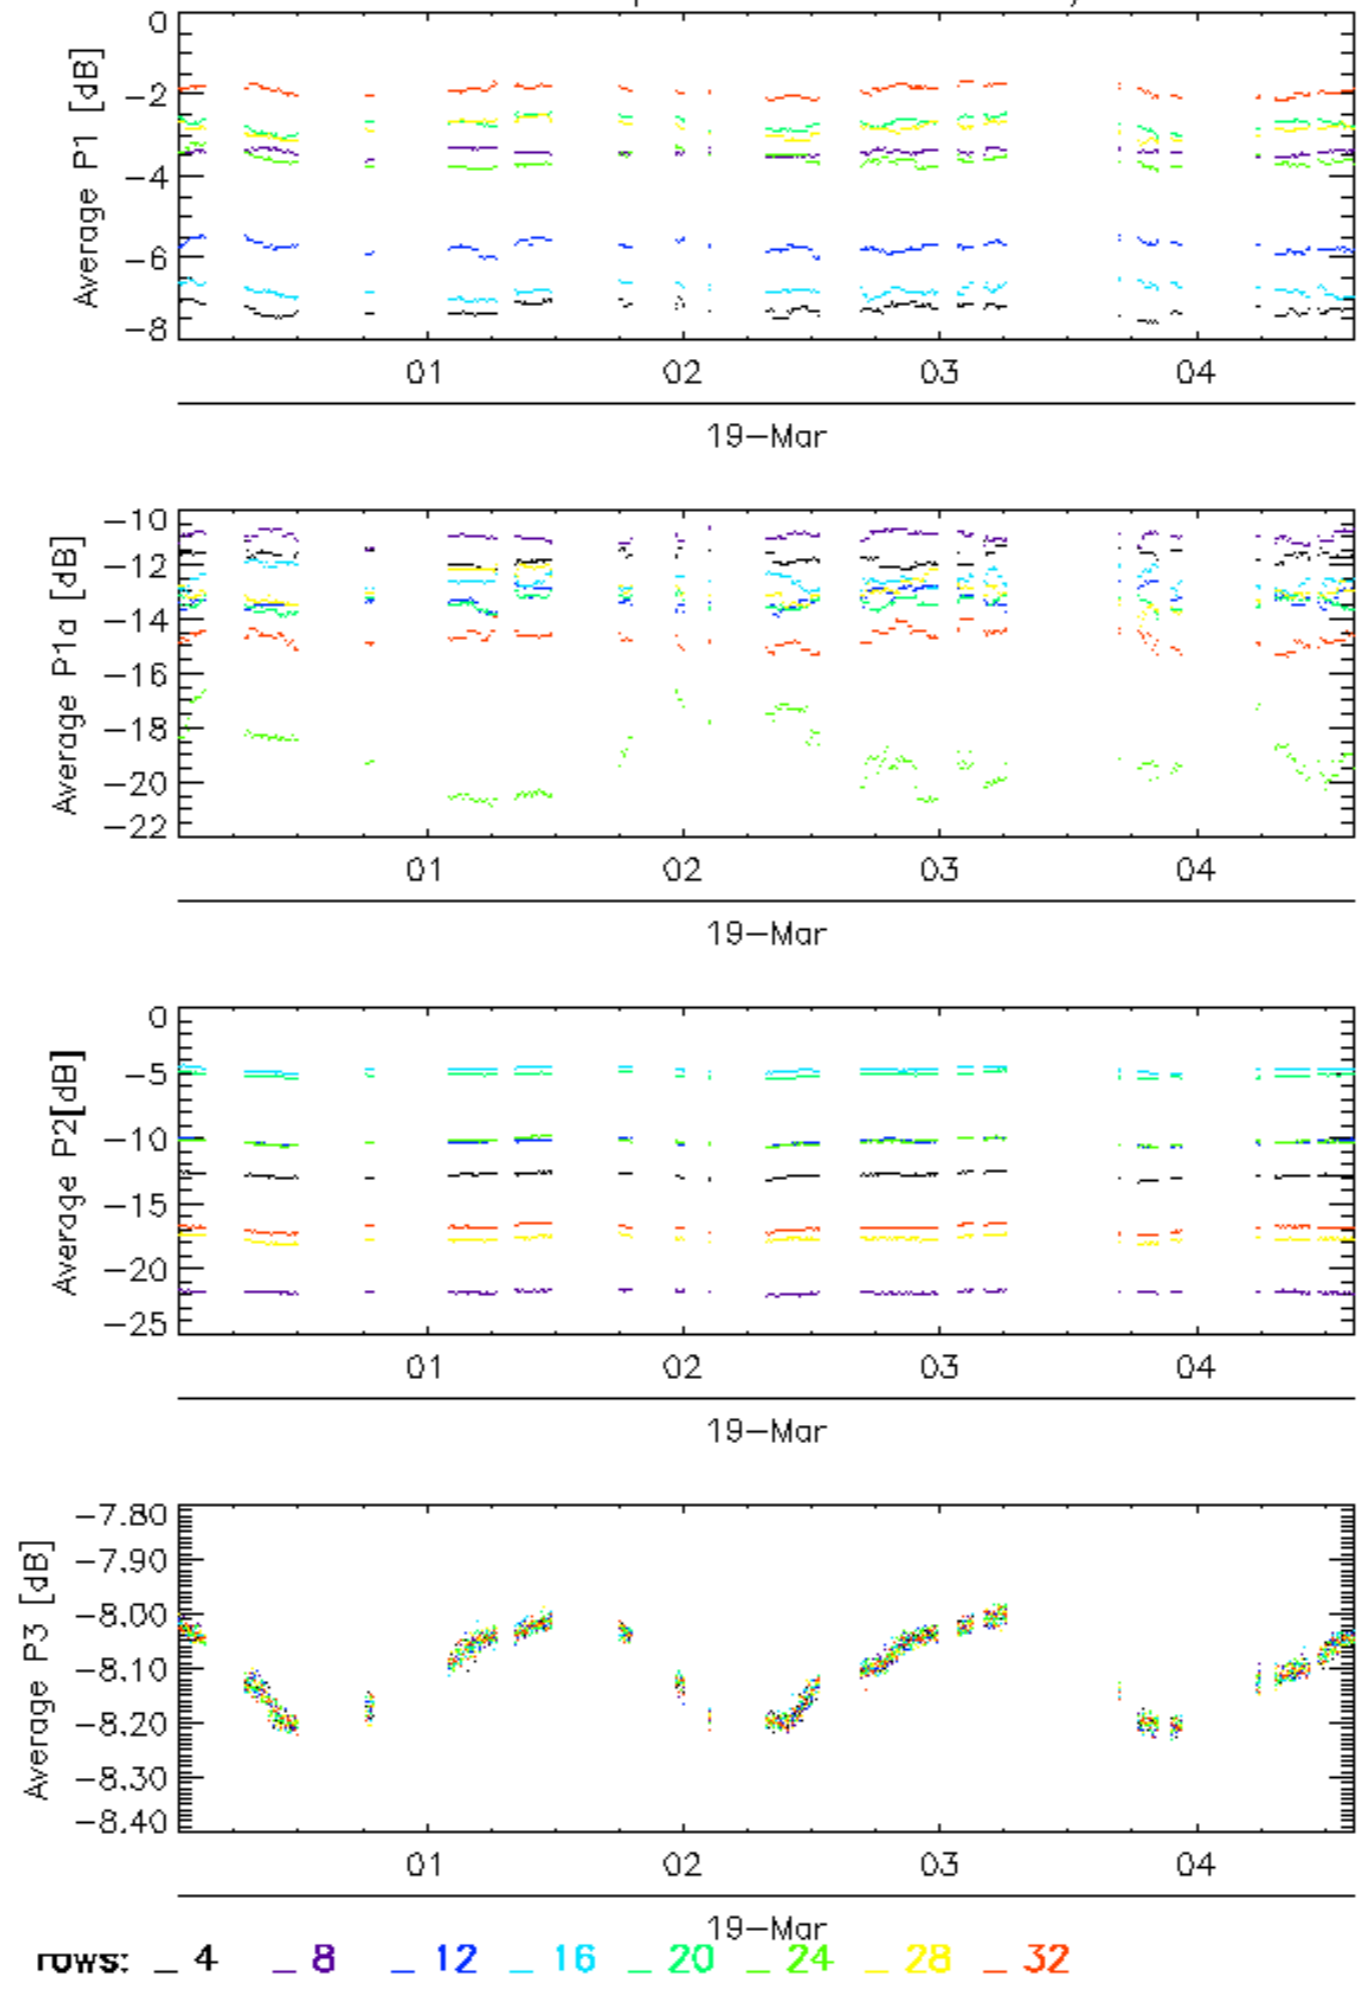 0
Average P1 [dB]
−2
−4
−6
−8
01 02 03 04
19−Mar
−10
Average P1a [dB]
−12
−14
−16
−18
−20
−22
01 02 03 04
19−Mar
0
Average P2[dB]
−5
−10
−15
−20
−25
01 02 03 04
19−Mar
−7.80
Average P3 [dB]
−7.90
−8.00
−8.10
−8.20
−8.30
−8.40
01 02 03 04
19−Mar
rows: _ 4 _ 8 _ 12 _ 16 _ 20 _ 24 _ 28 _ 32